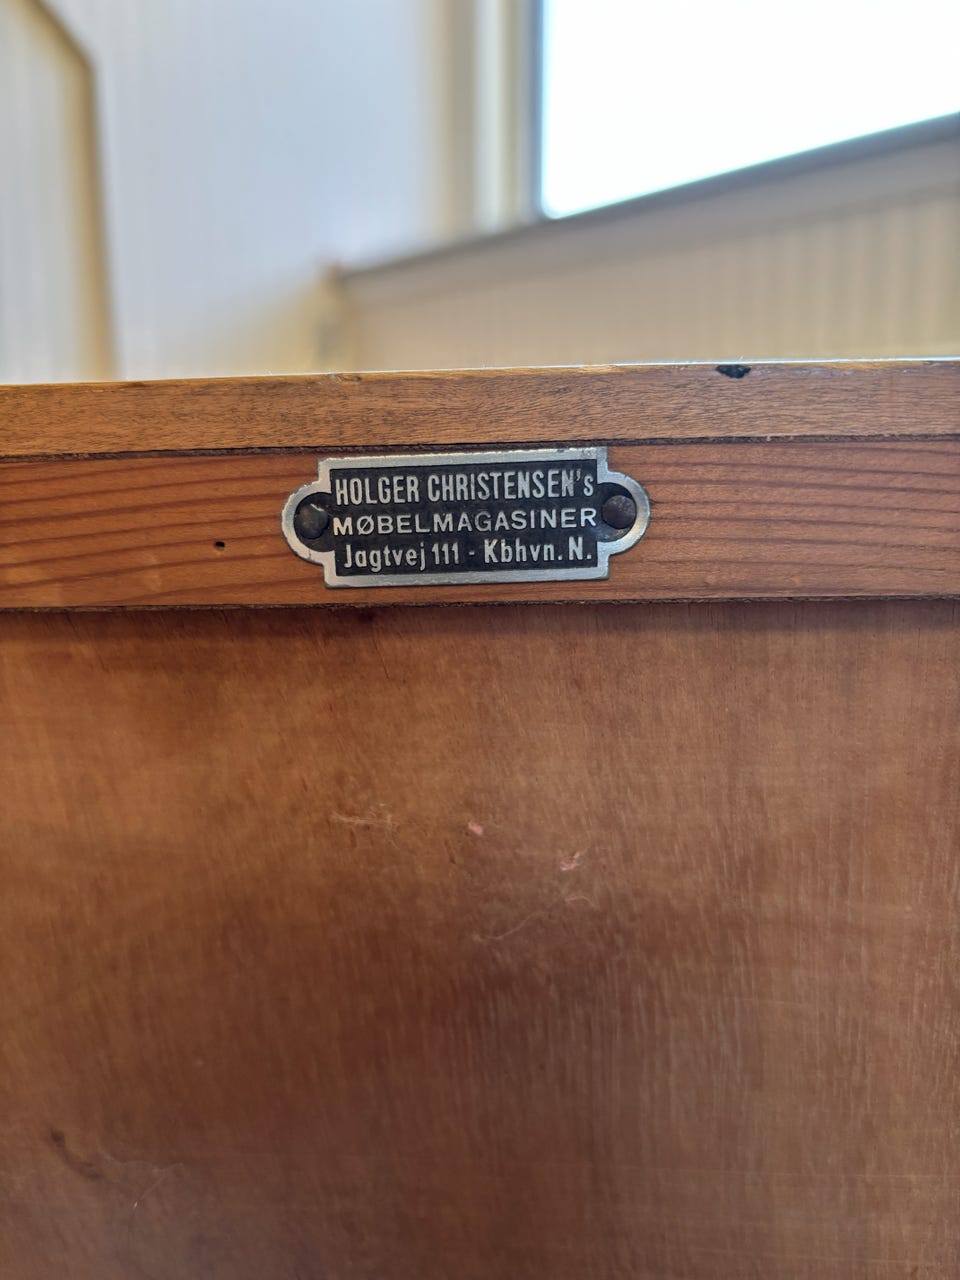 HOLGER CHRISTENSEN's
MØBELMAGASINER
Jagtvej 111 - Kbhvn. N.